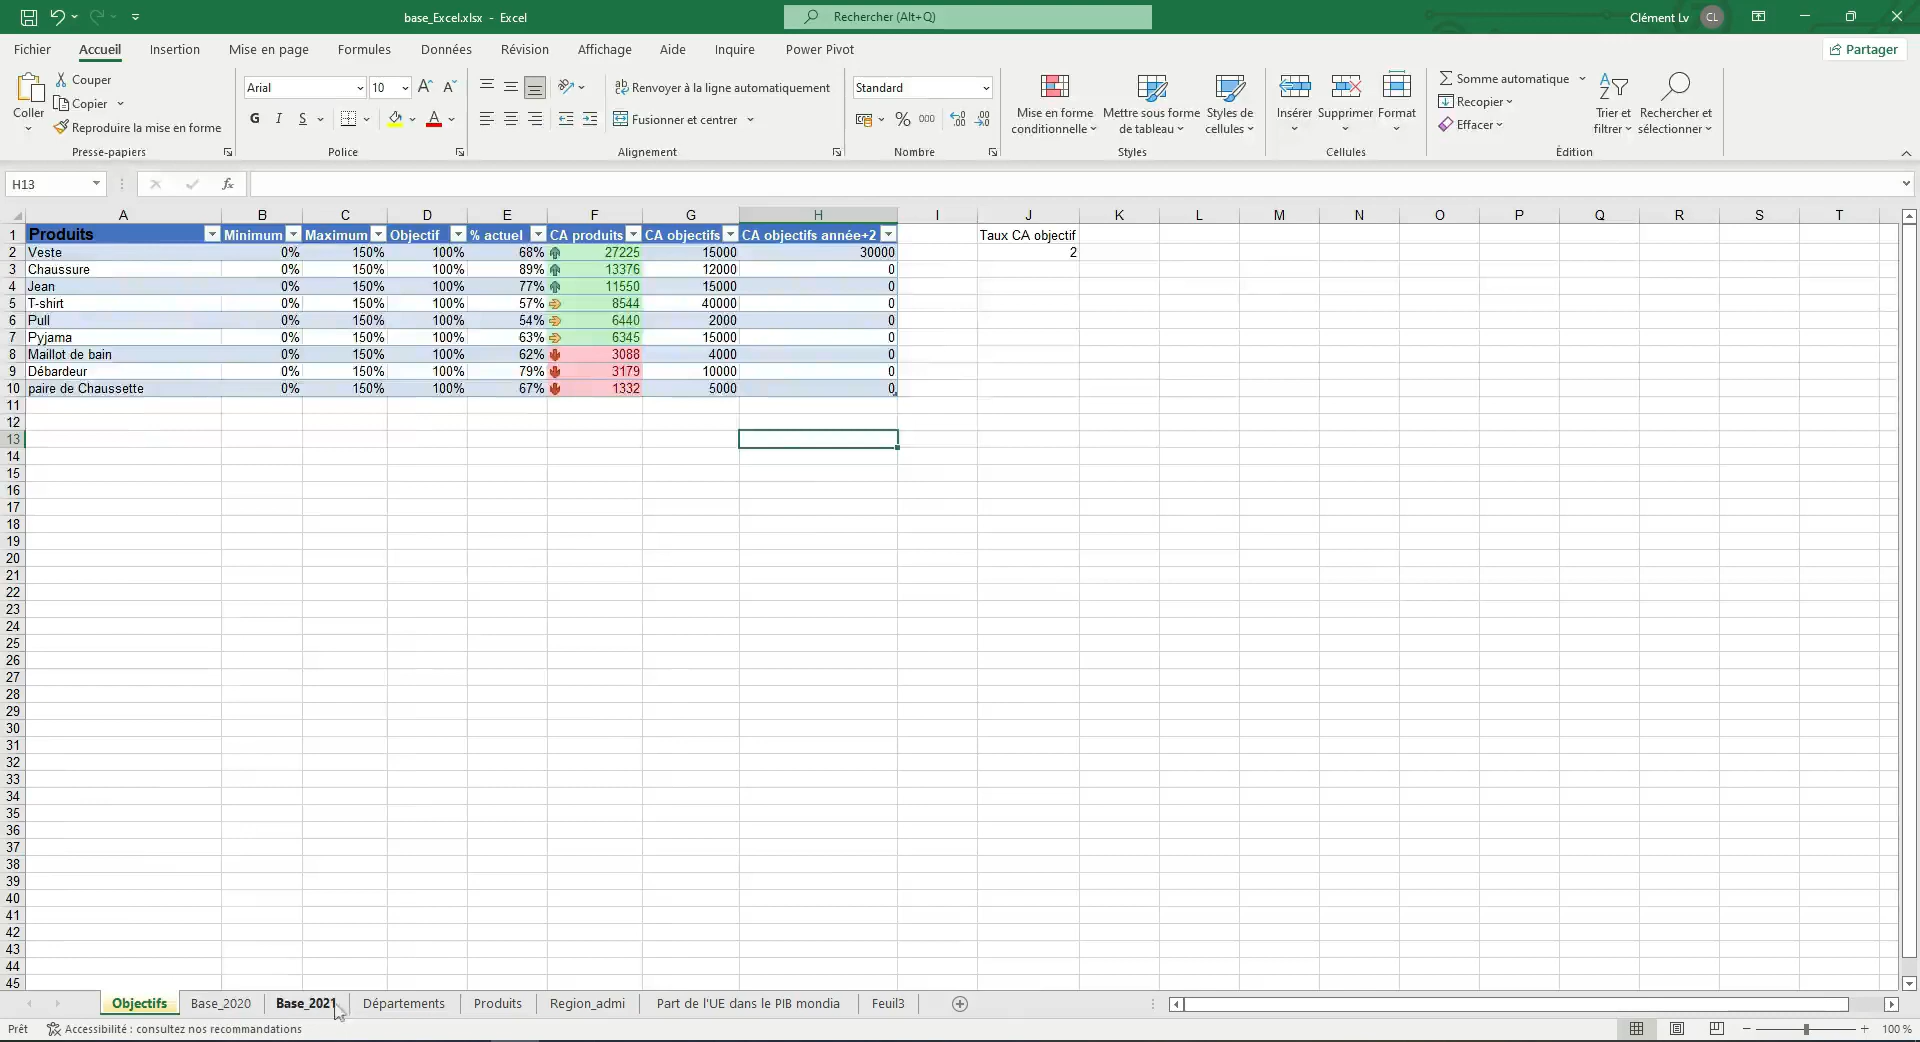 base_Excel.xlsx - Excel
Rechercher (Alt+Q)
Clément Lv
CL
Fichier Accueil Insertion Mise en page Formules Données Révision Affichage Aide Inquire Power Pivot
Partager
Coller
Couper
Copier
Reproduire la mise en forme
Presse-papiers
Arial
10
G I S
Police
Renvoyer à la ligne automatiquement
Fusionner et centrer
Alignement
Standard
% 000
Nombre
Mise en forme conditionnelle
Mettre sous forme de tableau
Styles de cellules
Styles
Insérer
Supprimer
Format
Cellules
Somme automatique
Recopier
Effacer
Trier et filtrer
Rechercher et sélectionner
Édition
H13
fx
A B C D E F G H I J K L M N O P Q R S T
1 Produits Minimum Maximum Objectif % actuel CA produits CA objectifs CA objectifs année+2 Taux CA objectif
2 Veste 0% 150% 100% 68% 27225 15000 30000 2
3 Chaussure 0% 150% 100% 89% 13376 12000 0
4 Jean 0% 150% 100% 77% 11550 15000 0
5 T-shirt 0% 150% 100% 57% 8544 40000 0
6 Pull 0% 150% 100% 54% 6440 2000 0
7 Pyjama 0% 150% 100% 63% 6345 15000 0
8 Maillot de bain 0% 150% 100% 62% 3088 4000 0
9 Débardeur 0% 150% 100% 79% 3179 10000 0
10 paire de Chaussette 0% 150% 100% 67% 1332 5000 0
11
12
13
14
15
16
17
18
19
20
21
22
23
24
25
26
27
28
29
30
31
32
33
34
35
36
37
38
39
40
41
42
43
44
45
Objectifs Base_2020 Base_2021 Départements Produits Region_admi Part de l'UE dans le PIB mondia Feuil3
Prêt Accessibilité : consultez nos recommandations
100 %